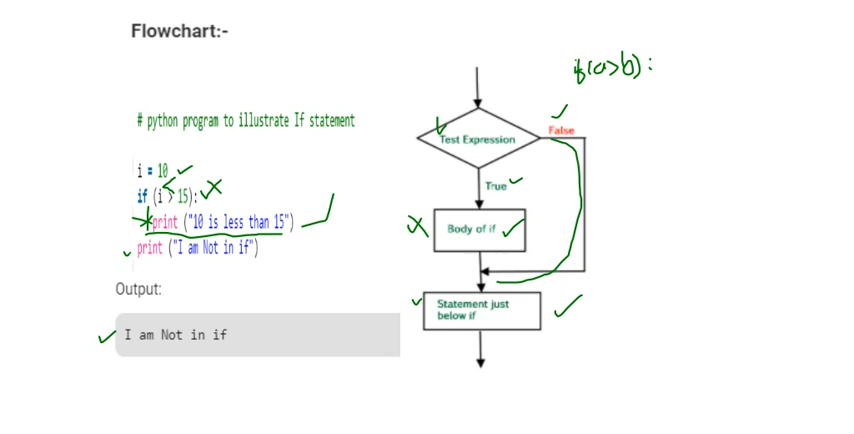 Flowchart:-
if(a>b):
# python program to illustrate If statement
i = 10
if (i > 15):
print ("10 is less than 15")
print ("I am Not in if")
Output:
I am Not in if
Test Expression
False
True
Body of if
Statement just
below if